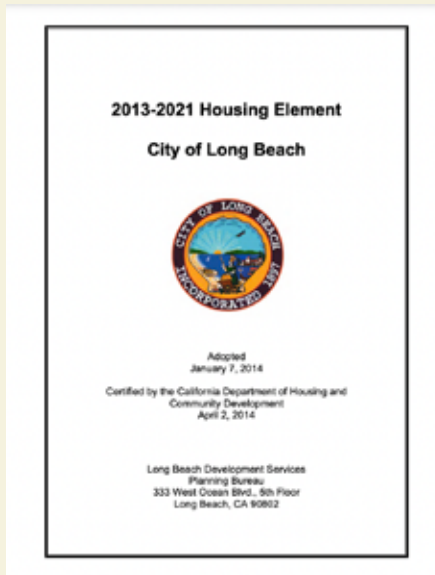 2013-2021 Housing Element
City of Long Beach
CITY OF LONG BEACH
INCORPORATED 1897
Adopted
January 7, 2014
Certified by the California Department of Housing and
Community Development
April 2, 2014
Long Beach Development Services
Planning Bureau
333 West Ocean Blvd., 5th Floor
Long Beach, CA 90802